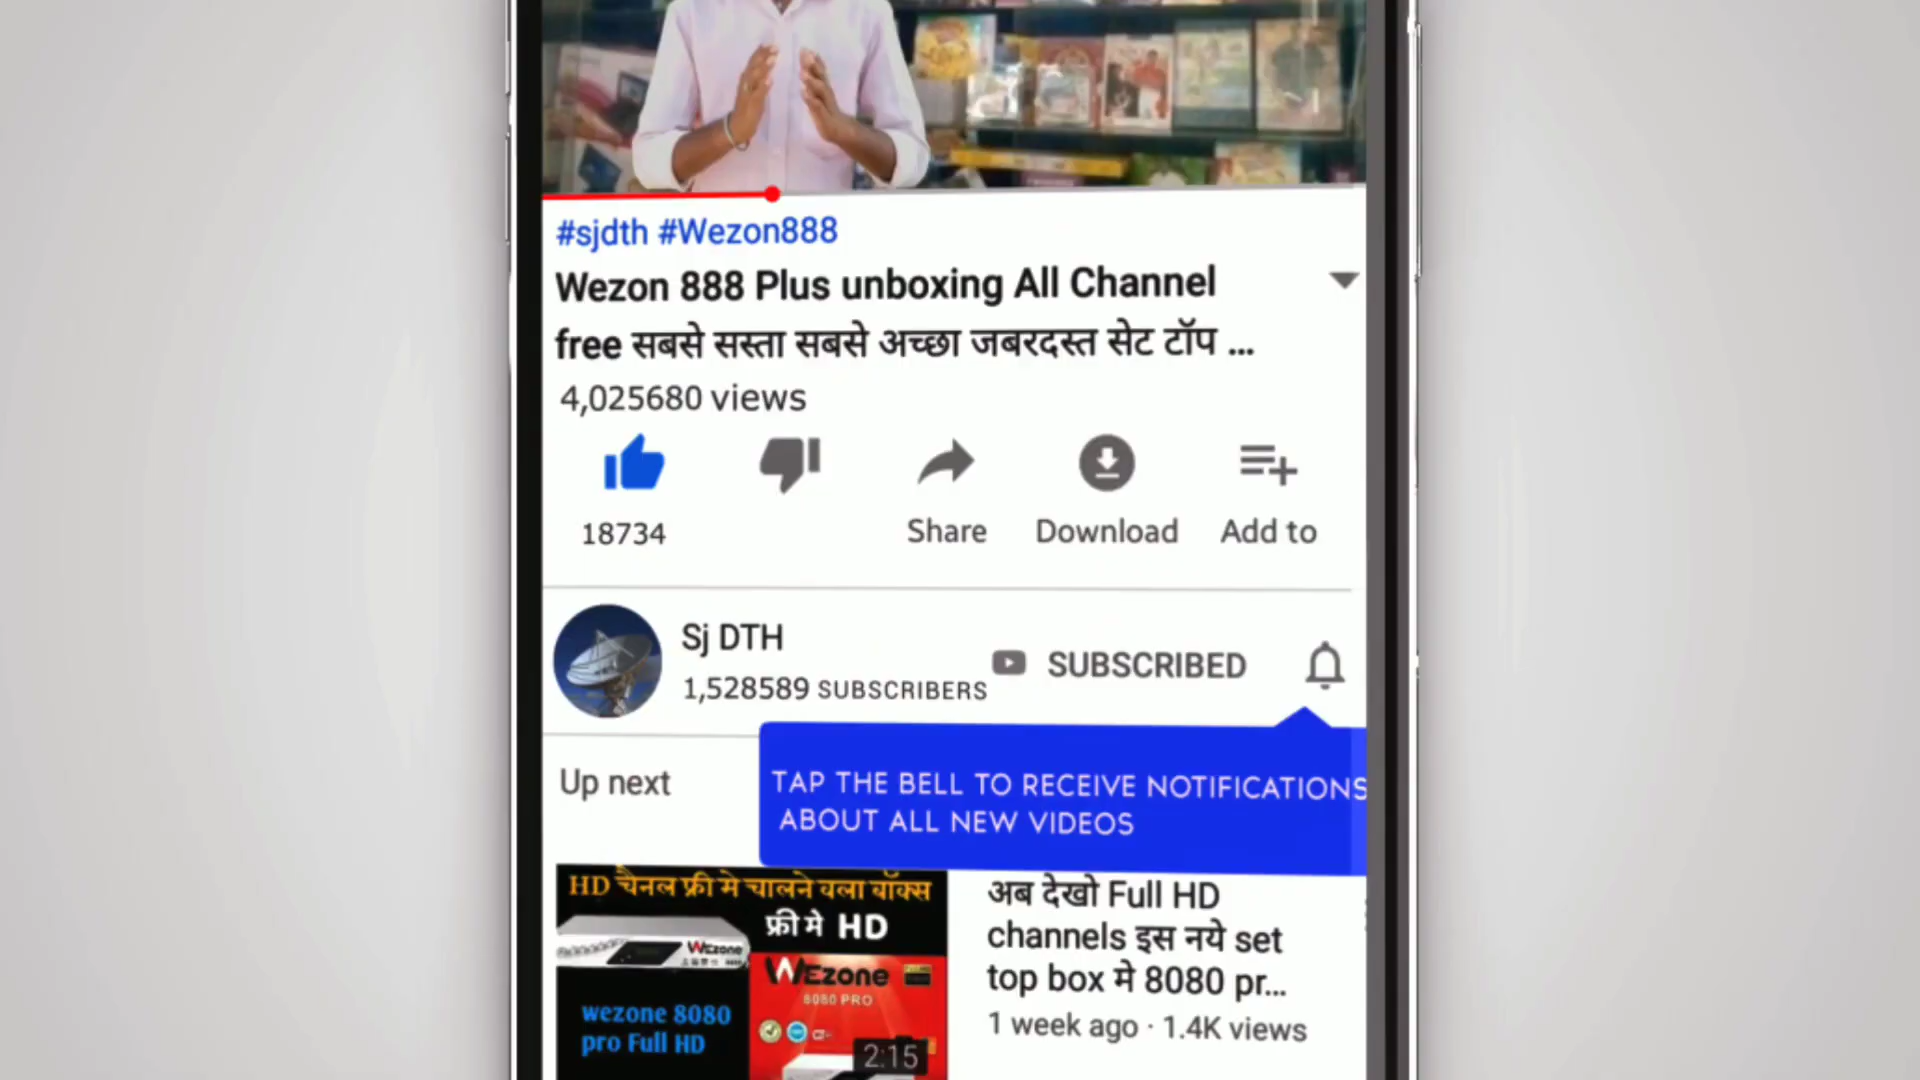 #sjdth #Wezon888
Wezon 888 Plus unboxing All Channel
free सबसे सस्ता सबसे अच्छा जबरदस्त सेट टॉप ...
4,025680 views
18734
Share
Download
Add to
Sj DTH
1,528589 SUBSCRIBERS
SUBSCRIBED
Up next
TAP THE BELL TO RECEIVE NOTIFICATIONS
ABOUT ALL NEW VIDEOS
HD चैनल फ्री मे चालने वला बॉक्स
फ्री मे HD
WEzone
WEzone
8080 PRO
wezone 8080
pro Full HD
2:15
अब देखो Full HD
channels इस नये set
top box मे 8080 pr...
1 week ago · 1.4K views